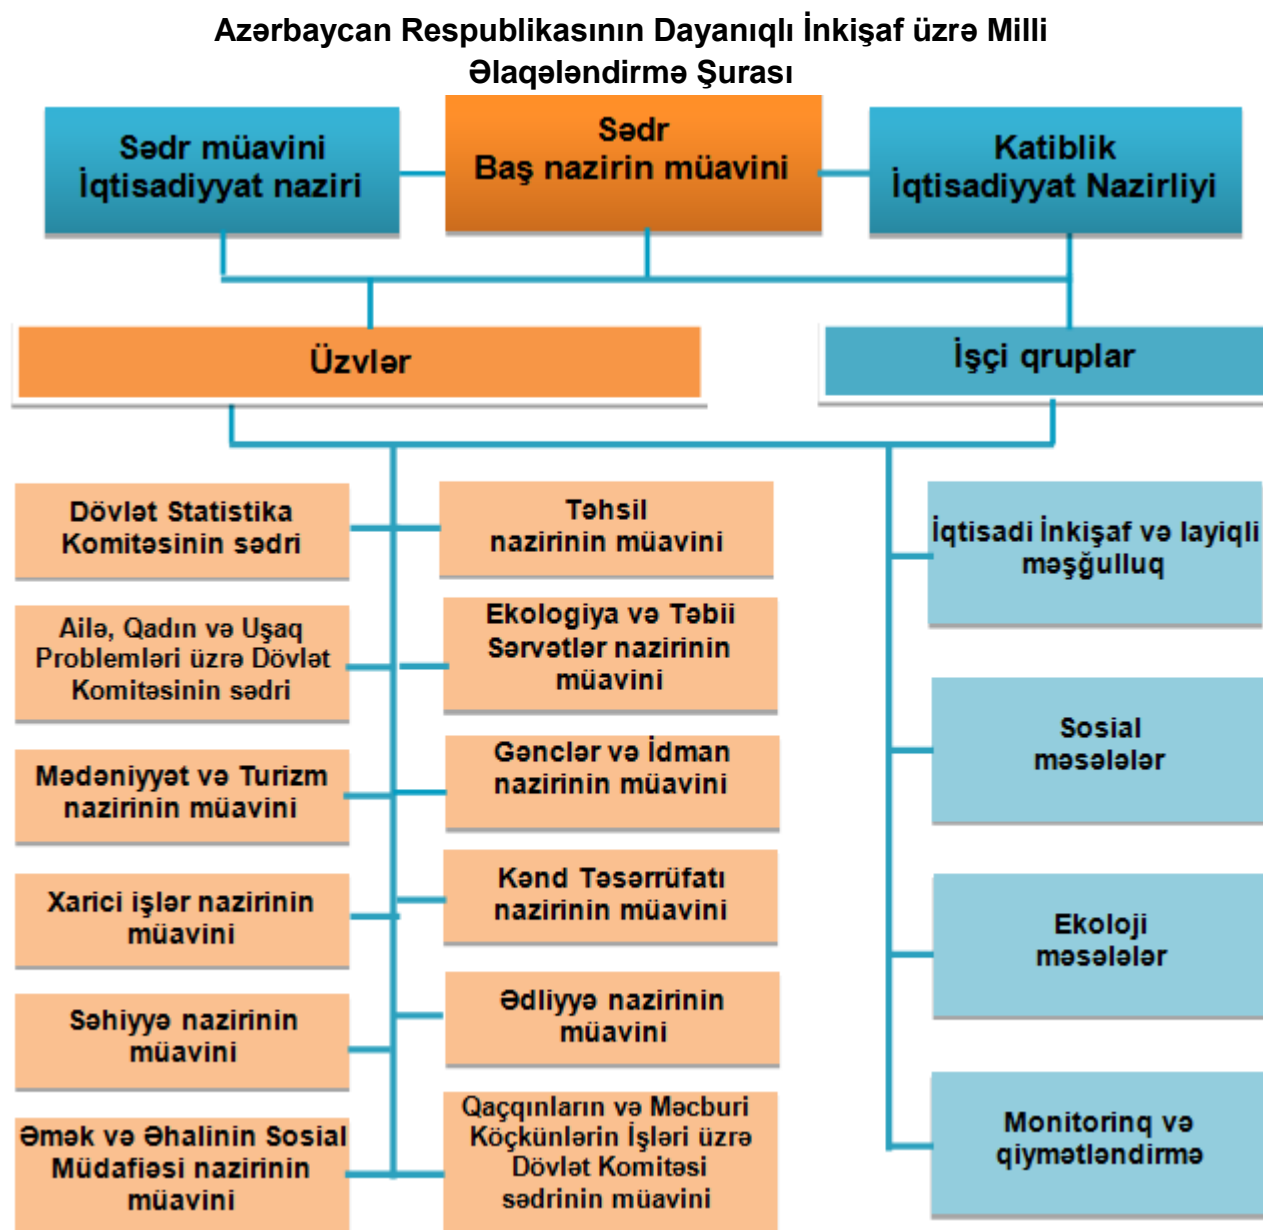 Azərbaycan Respublikasının Dayanıqlı İnkişaf üzrə Milli
Əlaqələndirmə Şurası
Sədr müavini
İqtisadiyyat naziri
Sədr
Baş nazirin müavini
Katiblik
İqtisadiyyat Nazirliyi
Üzvlər
İşçi qruplar
Dövlət Statistika
Komitəsinin sədri
Təhsil
nazirinin müavini
İqtisadi İnkişaf və layiqli
məşğulluq
Ailə, Qadın və Uşaq
Problemləri üzrə Dövlət
Komitəsinin sədri
Ekologiya və Təbii
Sərvətlər nazirinin
müavini
Sosial
məsələlər
Mədəniyyət və Turizm
nazirinin müavini
Gənclər və İdman
nazirinin müavini
Xarici işlər nazirinin
müavini
Kənd Təsərrüfatı
nazirinin müavini
Ekoloji
məsələlər
Səhiyyə nazirinin
müavini
Ədliyyə nazirinin
müavini
Əmək və Əhalinin Sosial
Müdafiəsi nazirinin
müavini
Qaçqınların və Məcburi
Köçkünlərin İşləri üzrə
Dövlət Komitəsi
sədrinin müavini
Monitorinq və
qiymətləndirmə